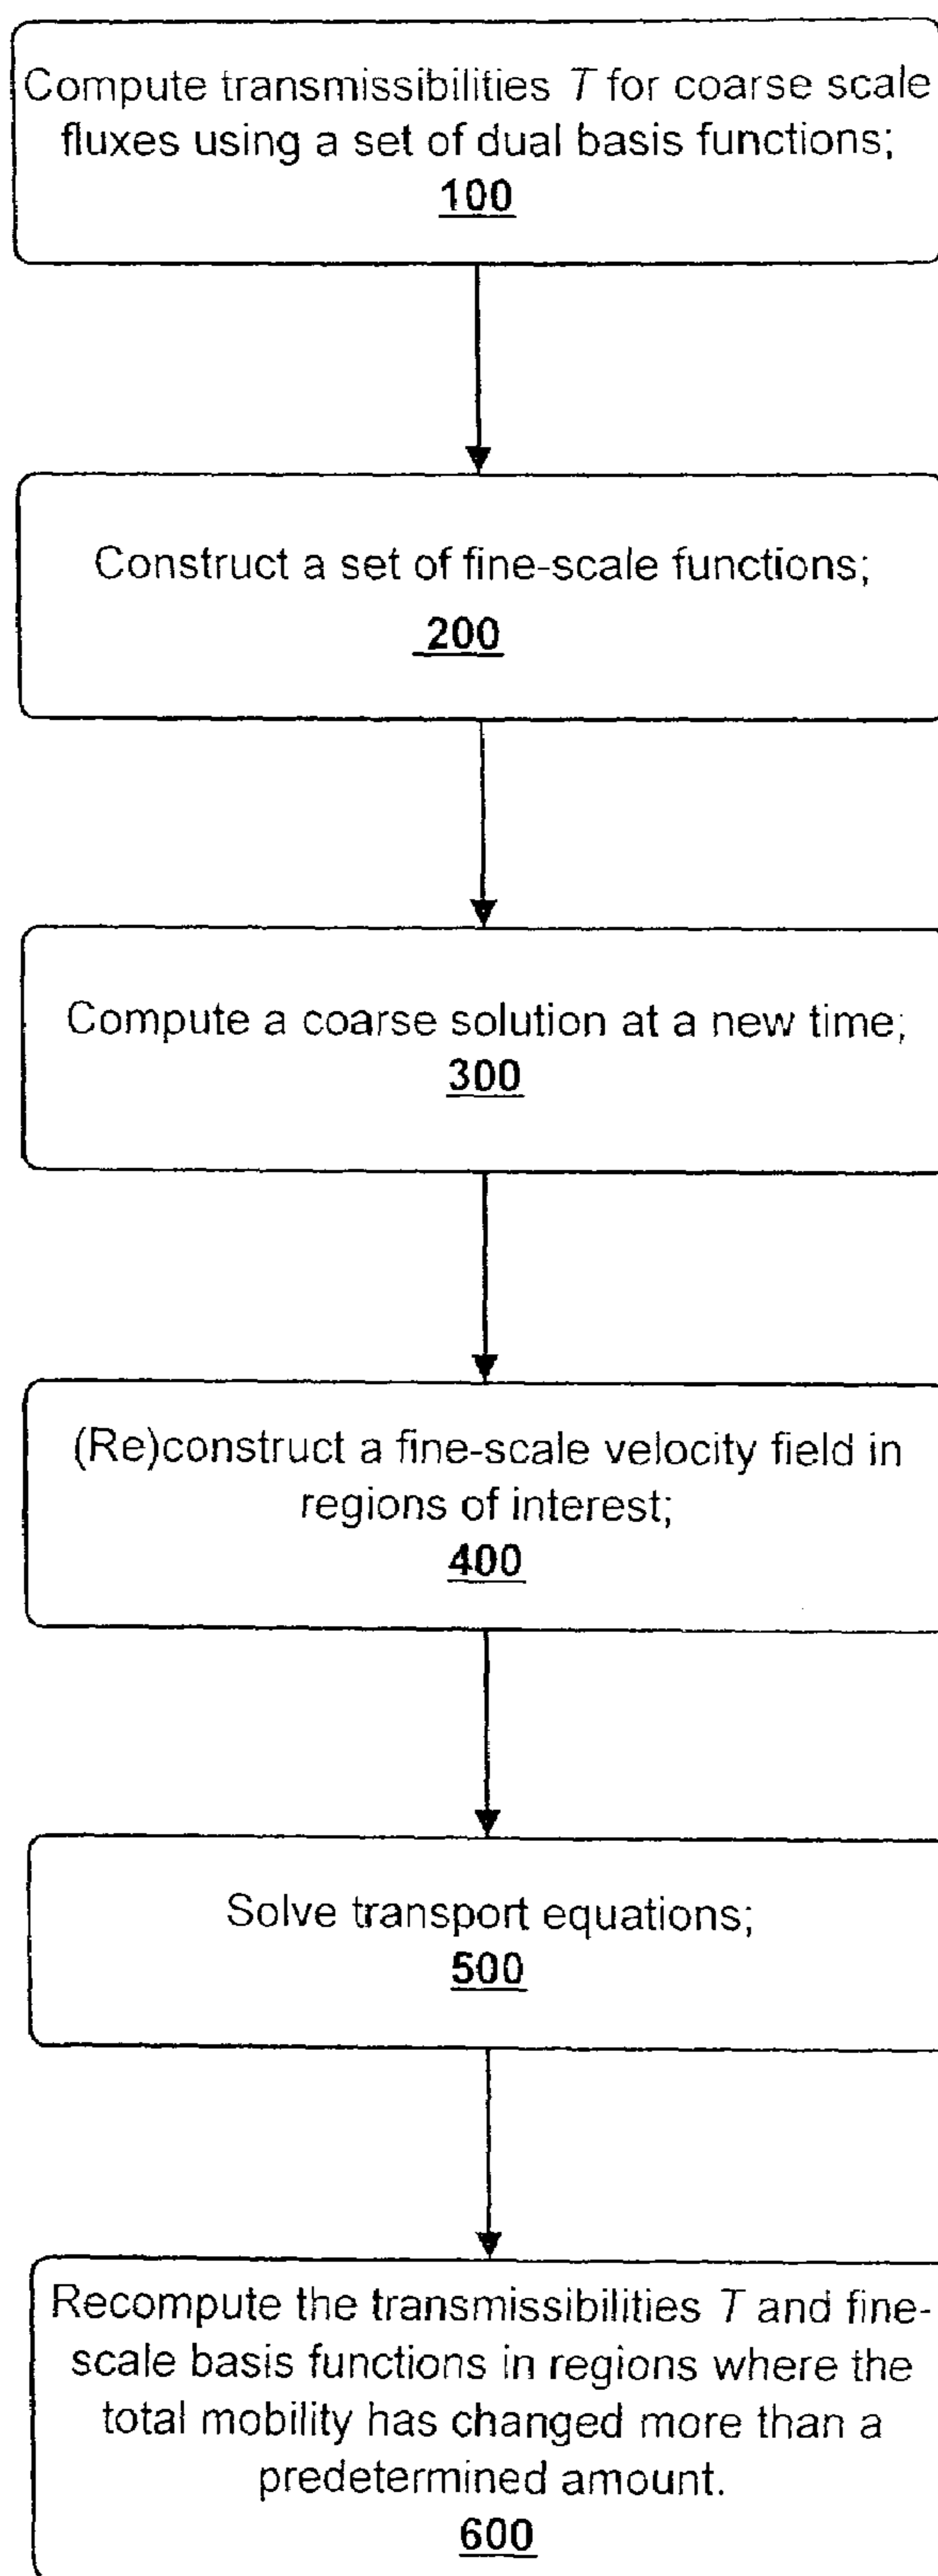 Compute transmissibilities T for coarse scale
fluxes using a set of dual basis functions;
100
Construct a set of fine-scale functions;
200
Compute a coarse solution at a new time;
300
(Re)construct a fine-scale velocity field in
regions of interest;
400
Solve transport equations;
500
Recompute the transmissibilities T and fine-
scale basis functions in regions where the
total mobility has changed more than a
predetermined amount.
600